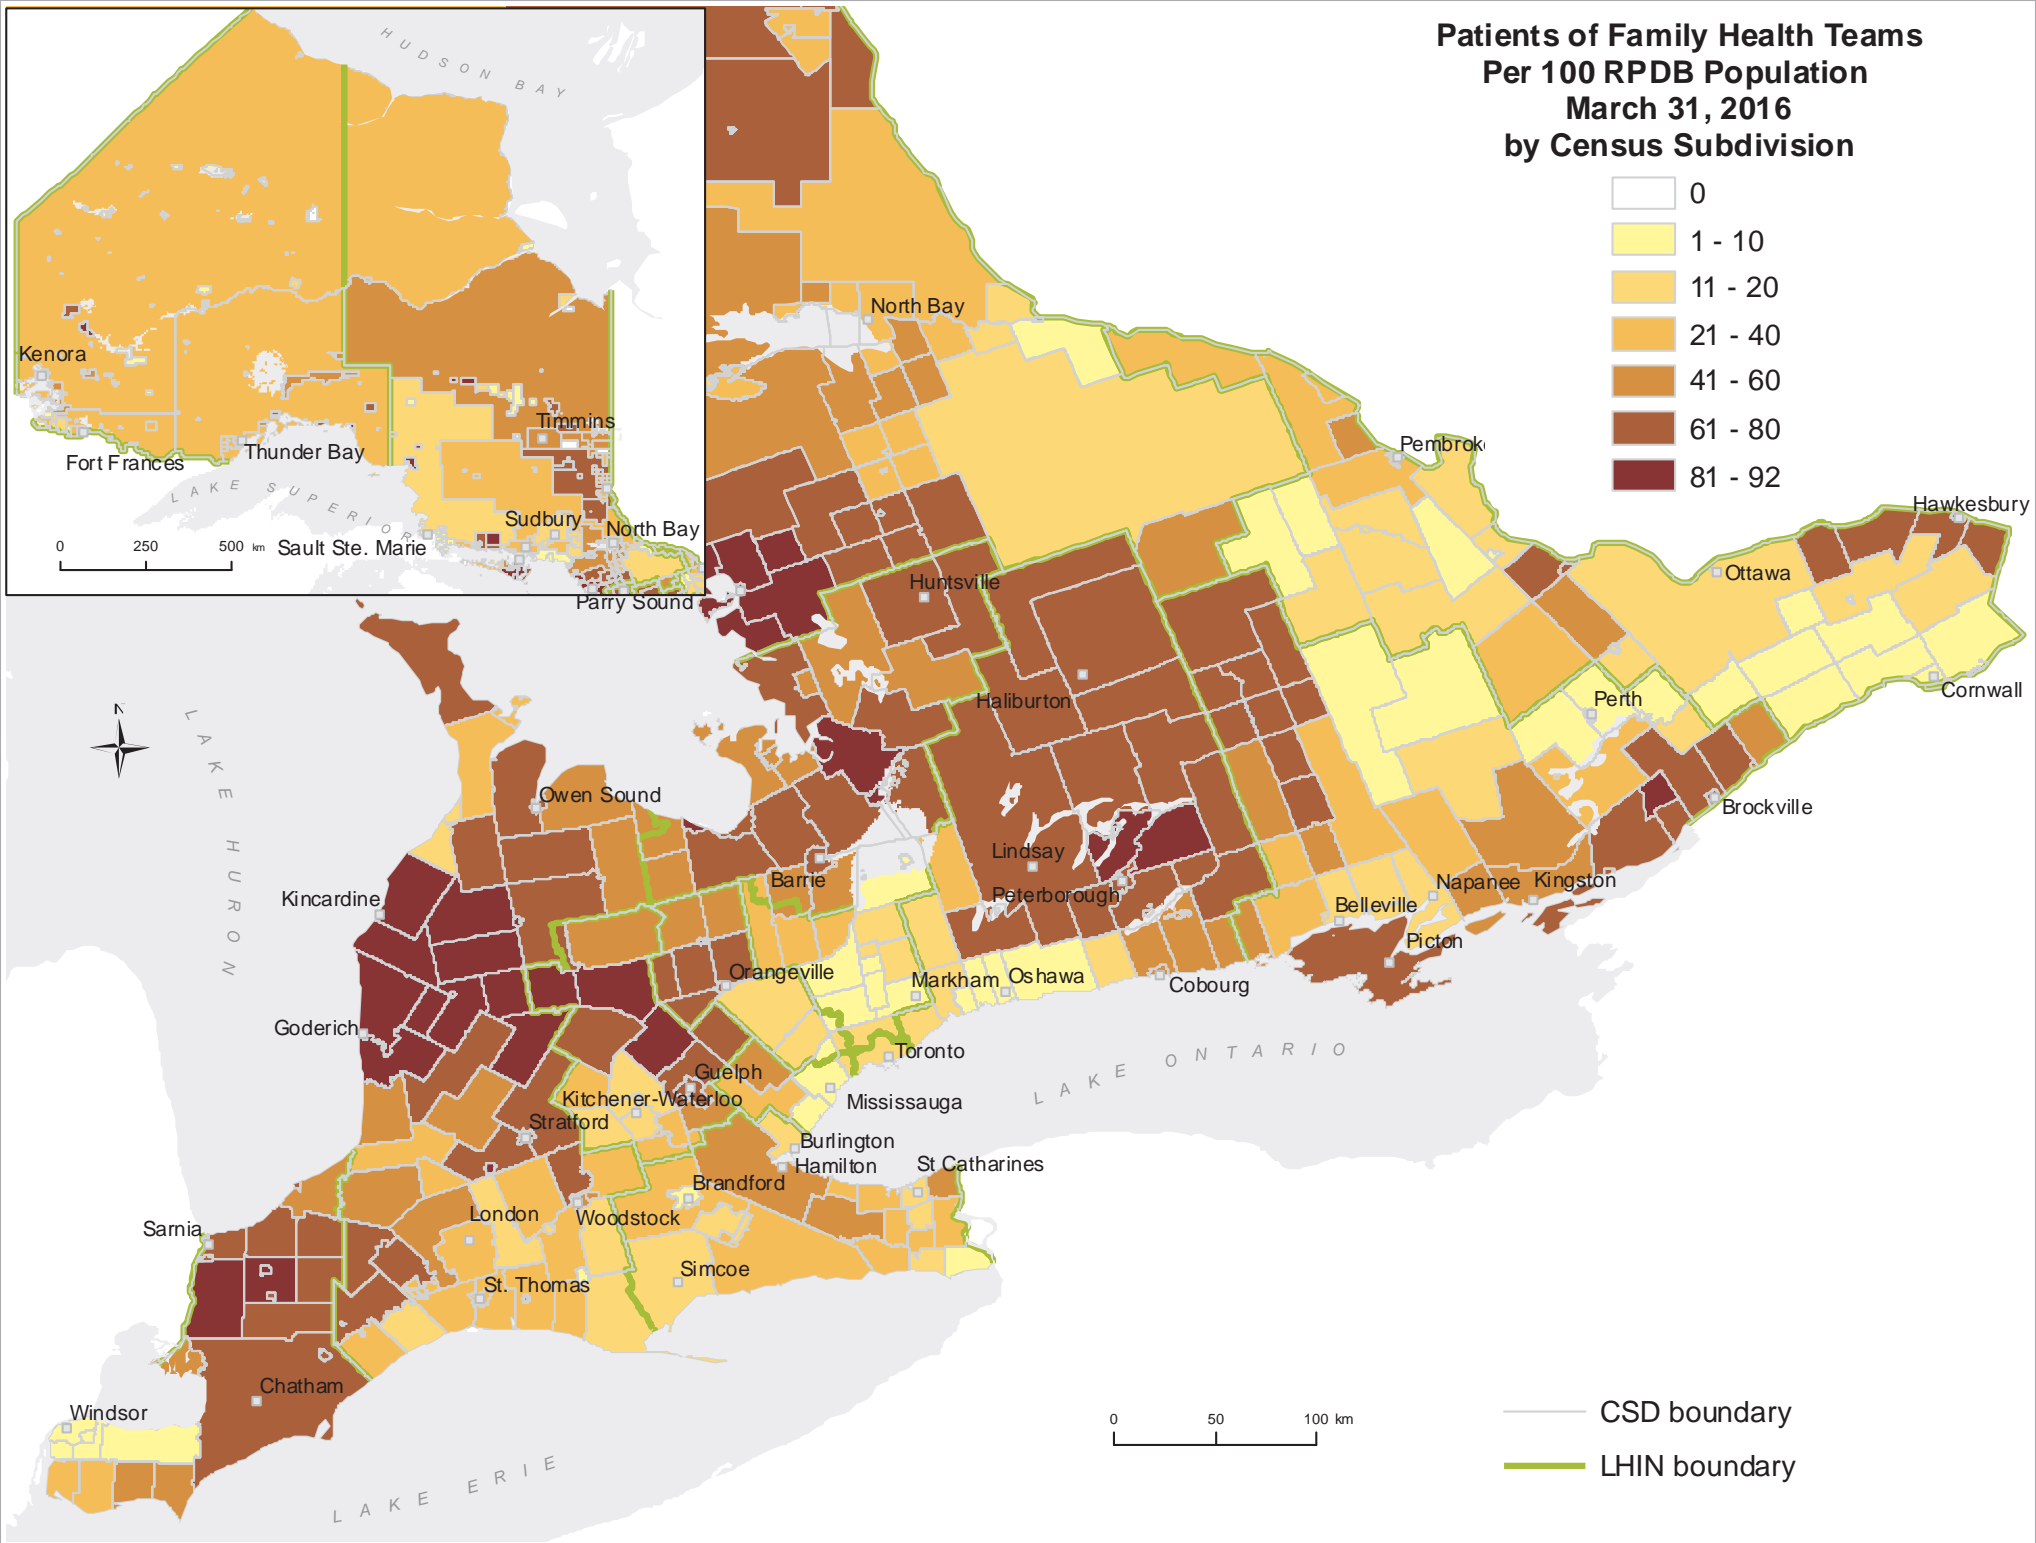 Patients of Family Health Teams
Per 100 RPDB Population
March 31, 2016
by Census Subdivision
0
1 - 10
11 - 20
21 - 40
41 - 60
61 - 80
81 - 92
HUDSON BAY
Kenora
Fort Frances
Thunder Bay
Timmins
LAKE SUPERIOR
Sudbury
North Bay
Sault Ste. Marie
0 250 500 km
Parry Sound
North Bay
Pembrok
Hawkesbury
Ottawa
Huntsville
Cornwall
Perth
Haliburton
N
LAKE HURON
Owen Sound
Brockville
Lindsay
Barrie
Peterborough
Napanee
Kingston
Kincardine
Belleville
Picton
Orangeville
Markham
Oshawa
Cobourg
Goderich
Toronto
LAKE ONTARIO
Guelph
Kitchener-Waterloo
Mississauga
Stratford
Burlington
Hamilton
St Catharines
Brandford
London
Woodstock
Sarnia
Simcoe
St. Thomas
Chatham
Windsor
LAKE ERIE
0 50 100 km
CSD boundary
LHIN boundary